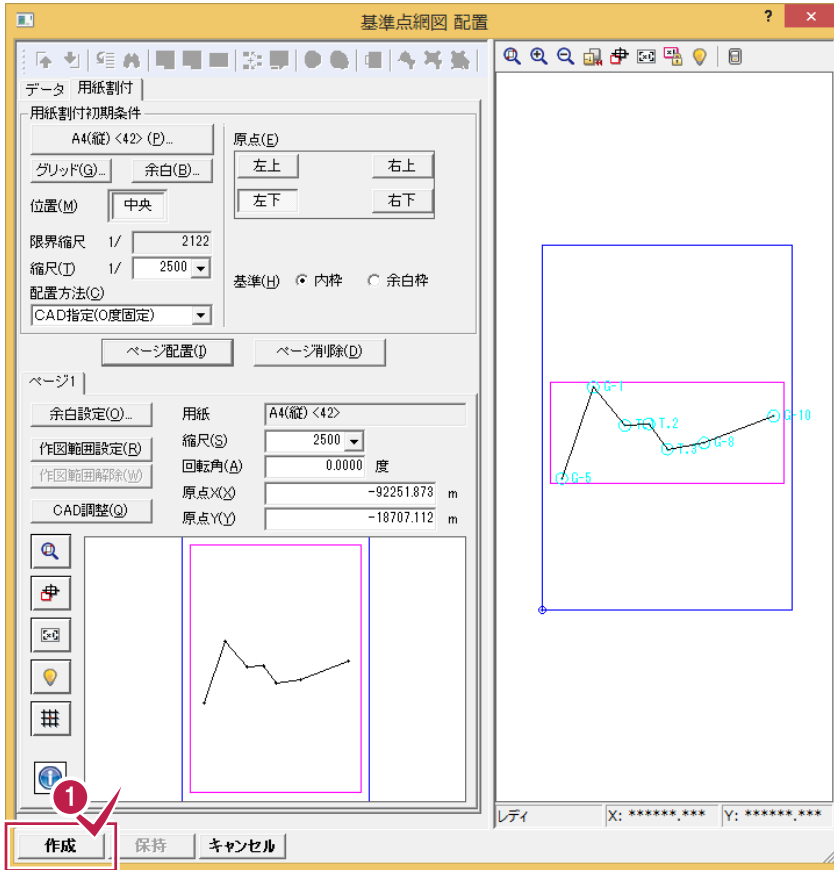 基準点網図 配置
?
×
データ 用紙割付
用紙割付初期条件
A4(縦) <42> (P)...
グリッド(G)... 余白(B)...
位置(M) 中央
限界縮尺 1/ 2122
縮尺(T) 1/ 2500
配置方法(C)
CAD指定(0度固定)
原点(E)
左上 右上
左下 右下
基準(H) 内枠 余白枠
ページ配置(I) ページ削除(D)
ページ1
余白設定(O)...
作図範囲設定(R)
作図範囲解除(W)
CAD調整(Q)
用紙 A4(縦) <42>
縮尺(S) 2500
回転角(A) 0.0000 度
原点X(X) -92251.873 m
原点Y(Y) -18707.112 m
1
作成 保持 キャンセル
G-1
T.2
T.3
G-8
G-10
G-5
レディ X: ******.*** Y: ******.***